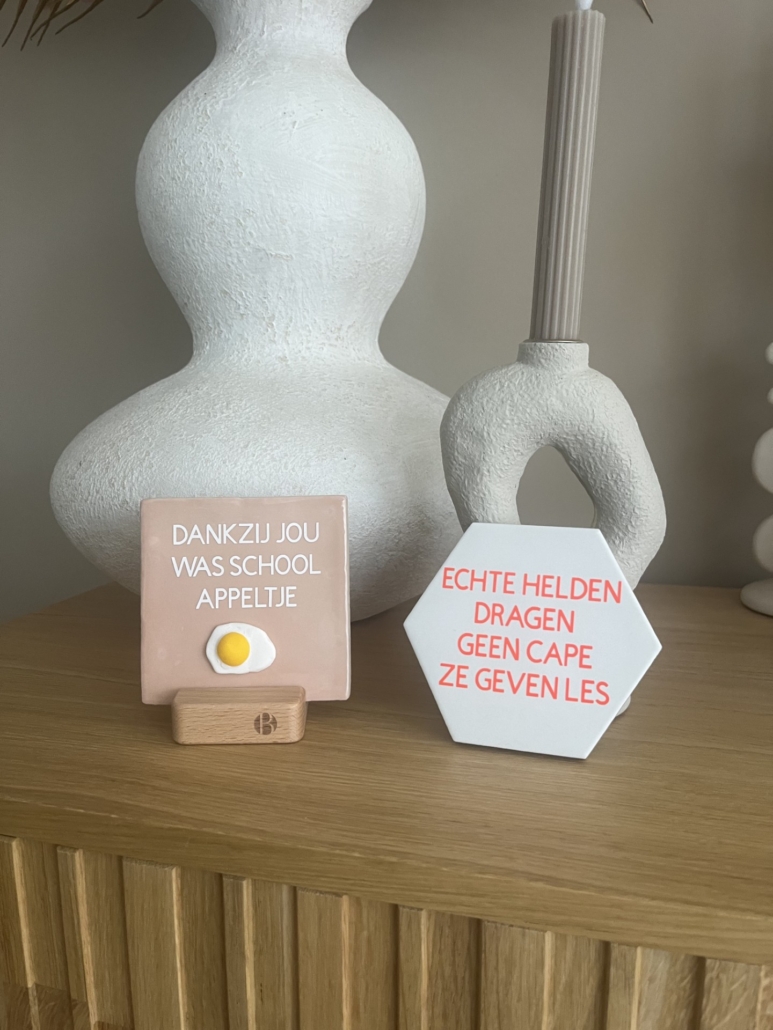 DANKZIJ JOU
WAS SCHOOL
APPELTJE
ECHTE HELDEN
DRAGEN
GEEN CAPE
ZE GEVEN LES